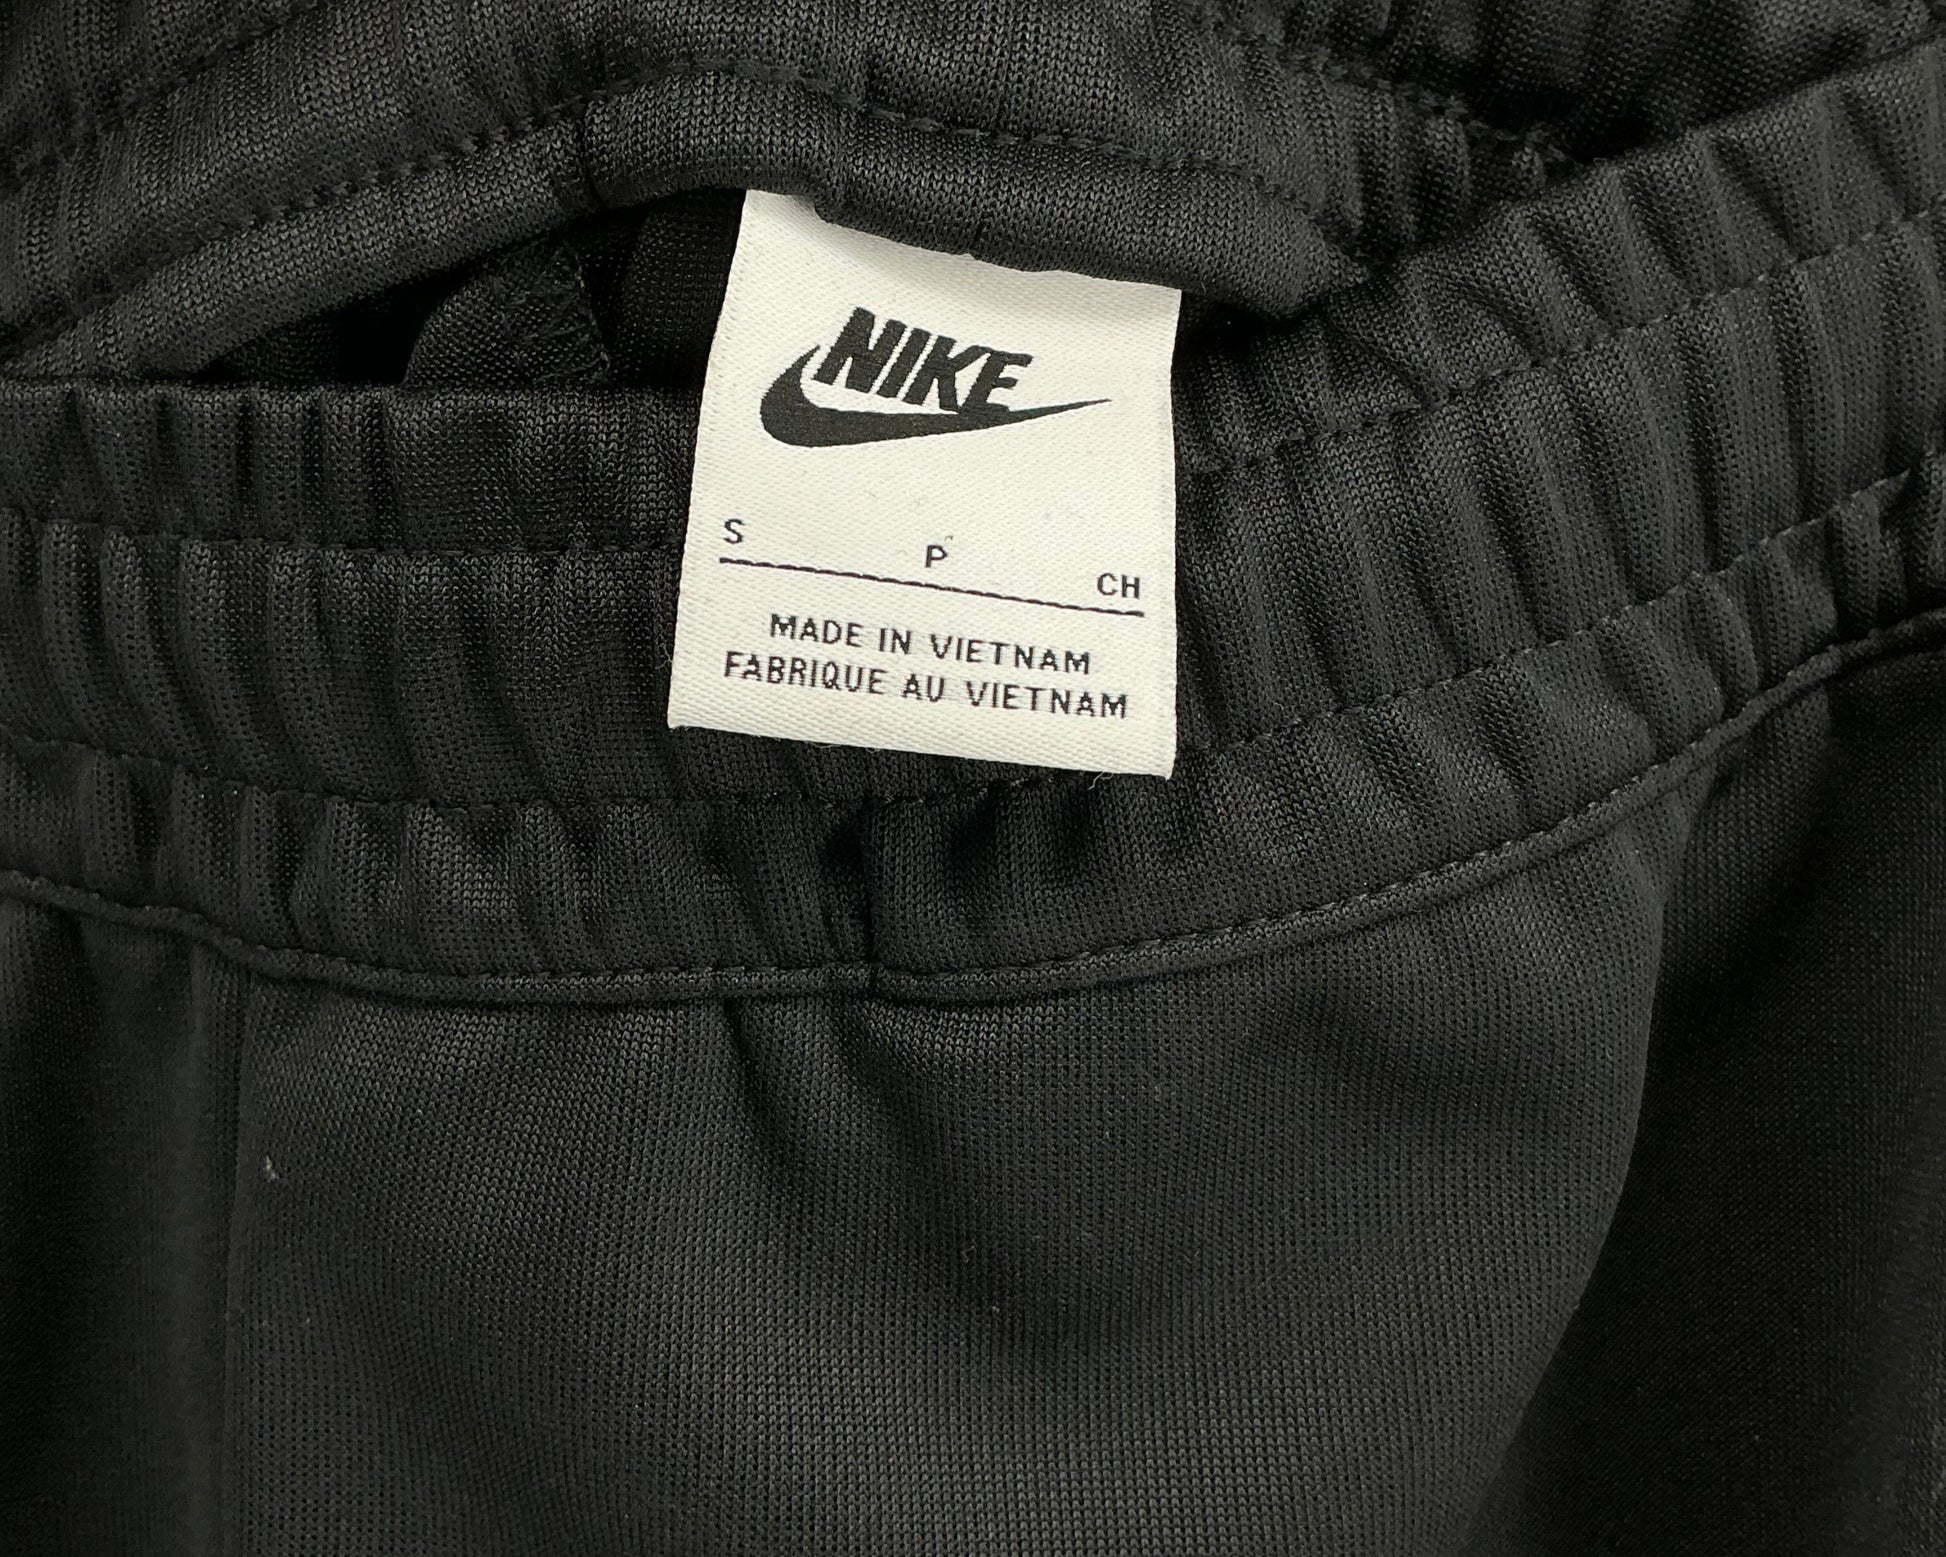 NIKE
S P CH
MADE IN VIETNAM
FABRIQUE AU VIETNAM